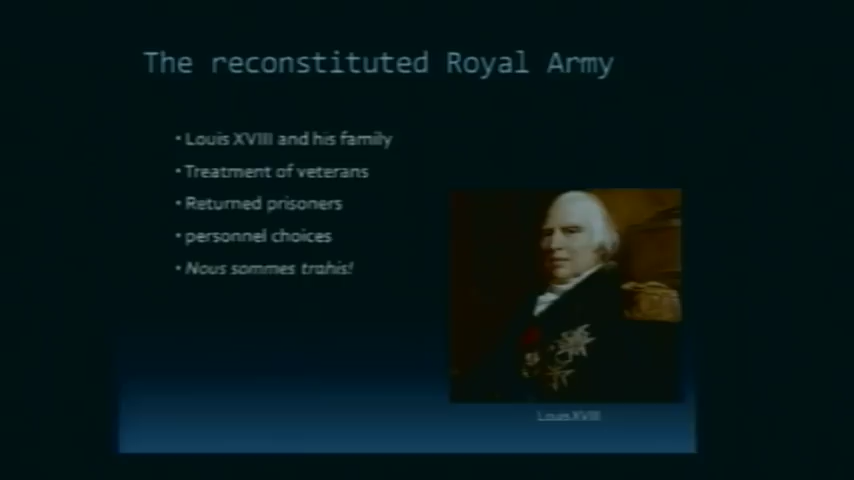 The reconstituted Royal Army
• Louis XVIII and his family
• Treatment of veterans
• Returned prisoners
• personnel choices
• Nous sommes trahis!
Louis XVIII